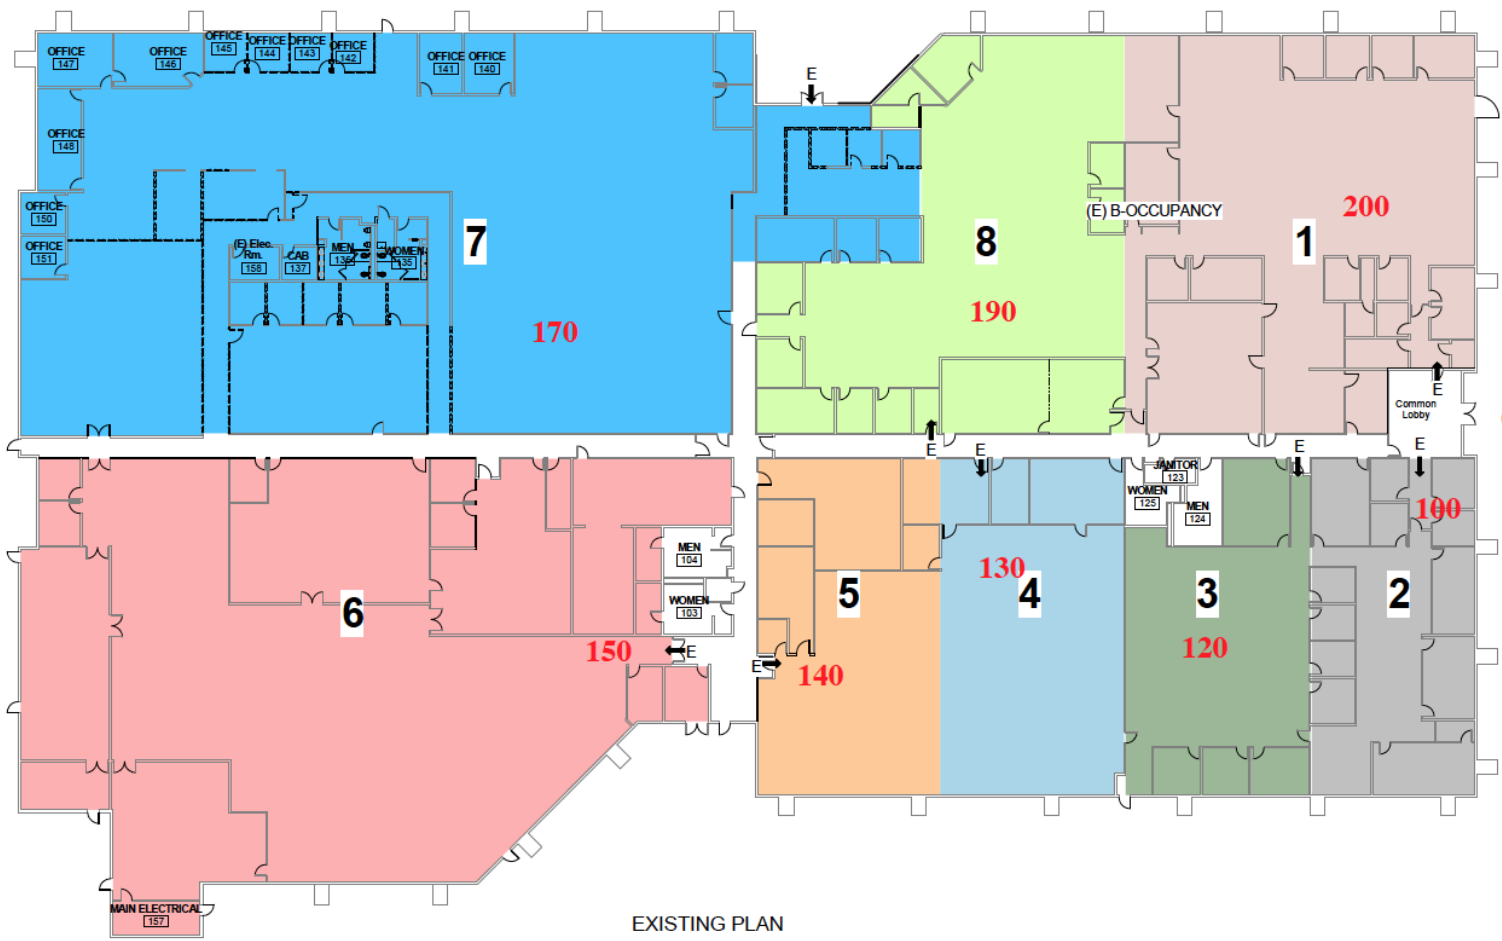 OFFICE
147
OFFICE
146
OFFICE
145
OFFICE
144
OFFICE
143
OFFICE
142
OFFICE
141
OFFICE
140
E
OFFICE
148
OFFICE
150
OFFICE
151
(E) Elec.
Rm.
158
CAB
137
MEN
136
WOMEN
135
7
170
8
190
(E) B-OCCUPANCY
1
200
E
Common
Lobby
E
E
E
E
JANITOR
123
WOMEN
125
MEN
124
100
MEN
104
WOMEN
103
6
150
E
E
5
140
130
4
3
120
2
MAIN ELECTRICAL
157
EXISTING PLAN